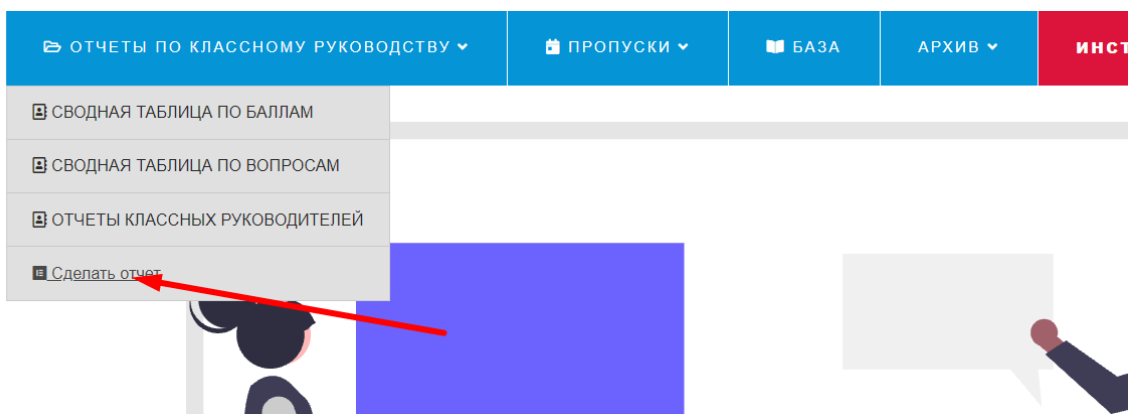 ОТЧЕТЫ ПО КЛАССНОМУ РУКОВОДСТВУ ПРОПУСКИ БАЗА АРХИВ ИНСТ
СВОДНАЯ ТАБЛИЦА ПО БАЛЛАМ
СВОДНАЯ ТАБЛИЦА ПО ВОПРОСАМ
ОТЧЕТЫ КЛАССНЫХ РУКОВОДИТЕЛЕЙ
Сделать отчет